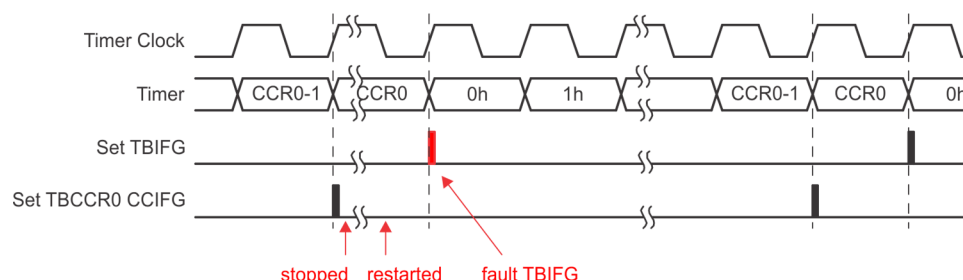 Timer Clock
Timer CCR0-1 CCR0 0h 1h CCR0-1 CCR0 0h
Set TBIFG
Set TBCCR0 CCIFG
stopped restarted fault TBIFG